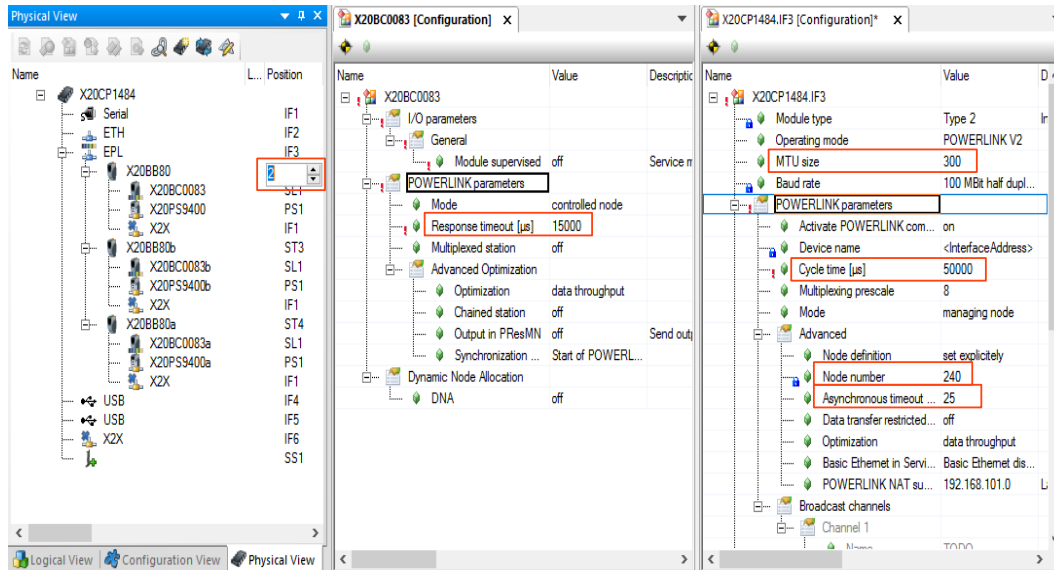 Physical View
Name L... Position
X20CP1484
Serial IF1
ETH IF2
EPL IF3
X20BB80 2
X20BC0083 SL1
X20PS9400 PS1
X2X IF1
X20BB80b ST3
X20BC0083b SL1
X20PS9400b PS1
X2X IF1
X20BB80a ST4
X20BC0083a SL1
X20PS9400a PS1
X2X IF1
USB IF4
USB IF5
X2X IF6
SS1
Logical View Configuration View Physical View
X20BC0083 [Configuration] X
Name Value Descriptic
X20BC0083
I/O parameters
General
Module supervised off Service m
POWERLINK parameters
Mode controlled node
Response timeout [µs] 15000
Multiplexed station off
Advanced Optimization
Optimization data throughput
Chained station off
Output in PResMN off Send outp
Synchronization ... Start of POWERL...
Dynamic Node Allocation
DNA off
X20CP1484.IF3 [Configuration]* X
Name Value D
X20CP1484.IF3
Module type Type 2 In
Operating mode POWERLINK V2
MTU size 300
Baud rate 100 MBit half dupl...
POWERLINK parameters
Activate POWERLINK com... on
Device name <InterfaceAddress>
Cycle time [µs] 50000
Multiplexing prescale 8
Mode managing node
Advanced
Node definition set explicitely
Node number 240
Asynchronous timeout ... 25
Data transfer restricted... off
Optimization data throughput
Basic Ethernet in Servi... Basic Ethernet dis...
POWERLINK NAT su... 192.168.101.0 La
Broadcast channels
Channel 1
Name TODO